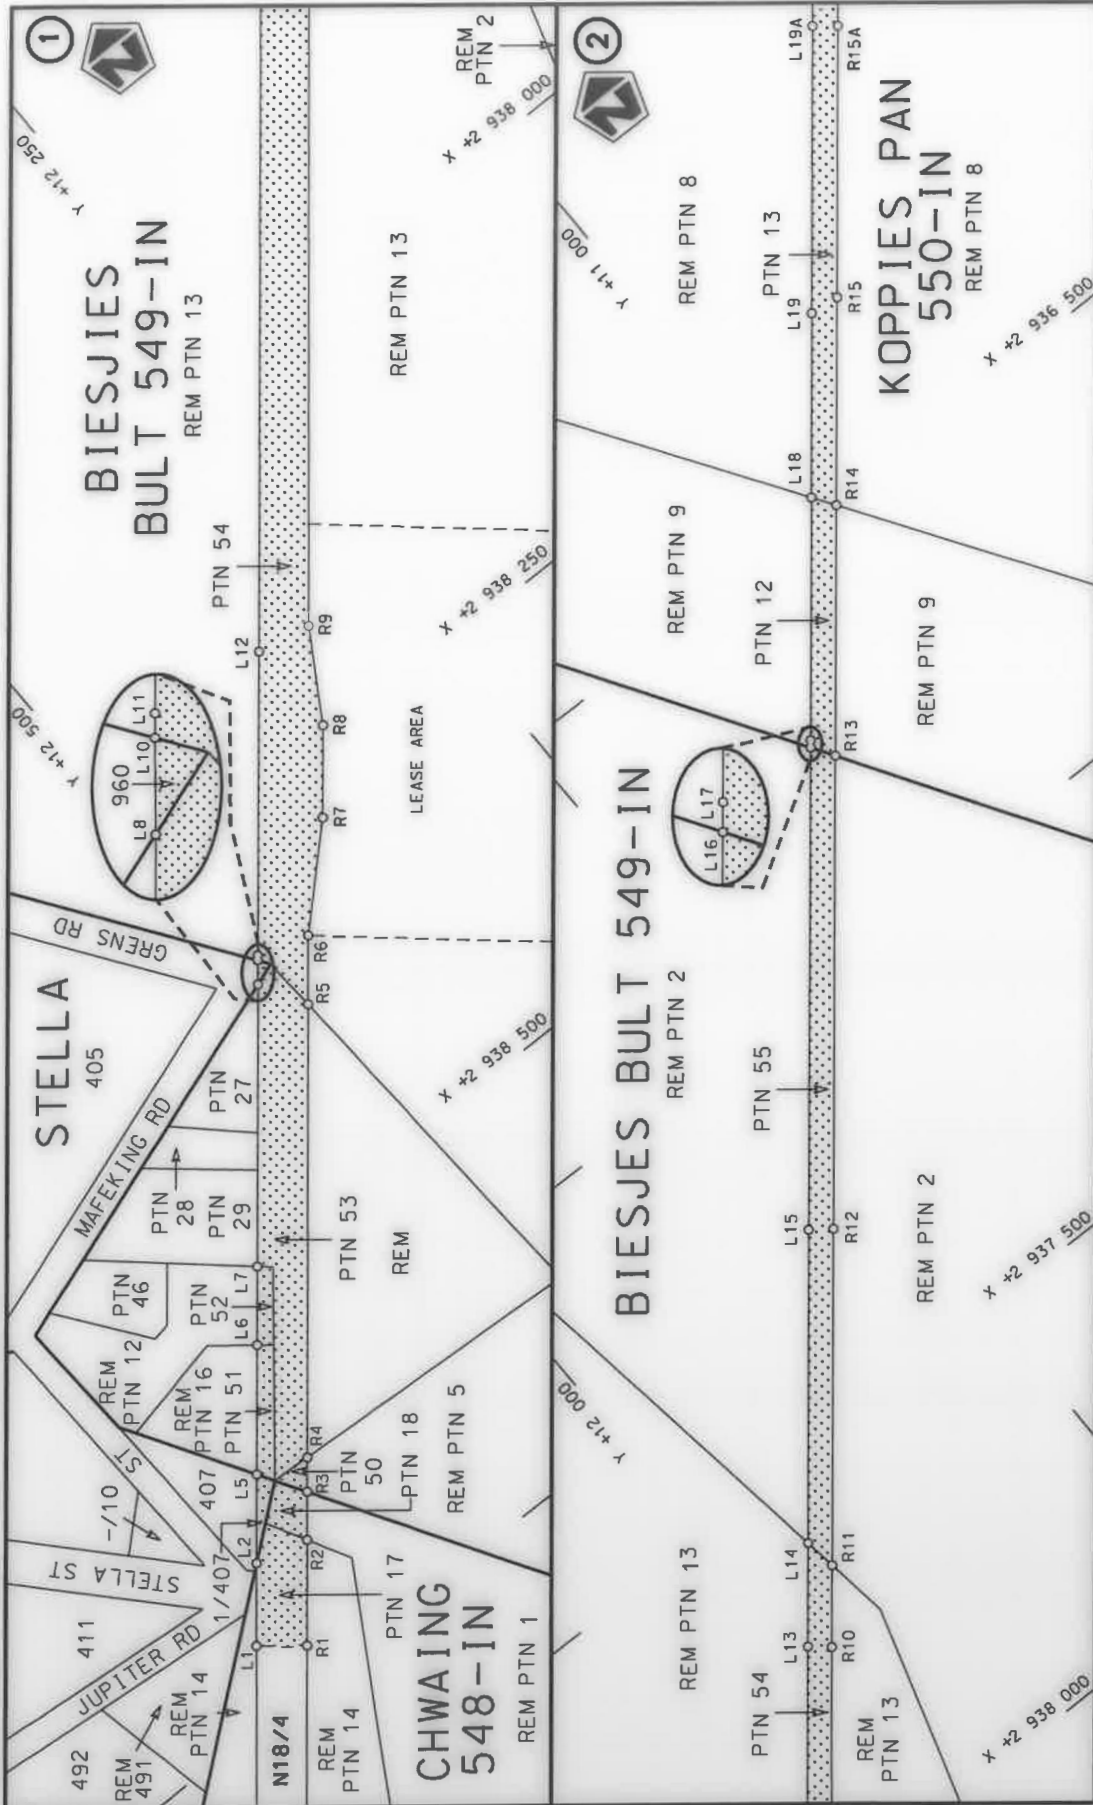 1
Y +12 250
Y +12 500
BIESJIES
BULT 549-IN
REM PTN 13
REM
PTN 2
X +2 938 000
REM PTN 13
PTN 54
L12
R9
X +2 938 250
LEASE AREA
R8
R7
R6
R5
960
L8
L10
L11
GRENS RD
STELLA
405
MAFEKING RD
PTN
27
PTN
28
PTN
29
X +2 938 500
PTN 53
REM
PTN
46
PTN
52
L7
L6
REM
PTN 12
REM
PTN 16
PTN 51
ST
407
L5
R4
R3
PTN
50
PTN 18
REM PTN 5
-/10
STELLA ST
1/407
L2
R2
PTN 17
411
JUPITER RD
L1
R1
492
REM
491
REM
PTN 14
N18/4
REM
PTN 14
CHWAING
548-IN
REM PTN 1
2
L19A
R15A
Y +11 000
REM PTN 8
PTN 13
L19
R15
KOPPIES PAN
550-IN
REM PTN 8
X +2 936 500
L18
R14
REM PTN 9
PTN 12
REM PTN 9
R13
L16
L17
BIESJES BULT 549-IN
REM PTN 2
PTN 55
L15
R12
REM PTN 2
X +2 937 500
Y +12 000
L14
R11
REM PTN 13
L13
R10
PTN 54
REM
PTN 13
X +2 938 000